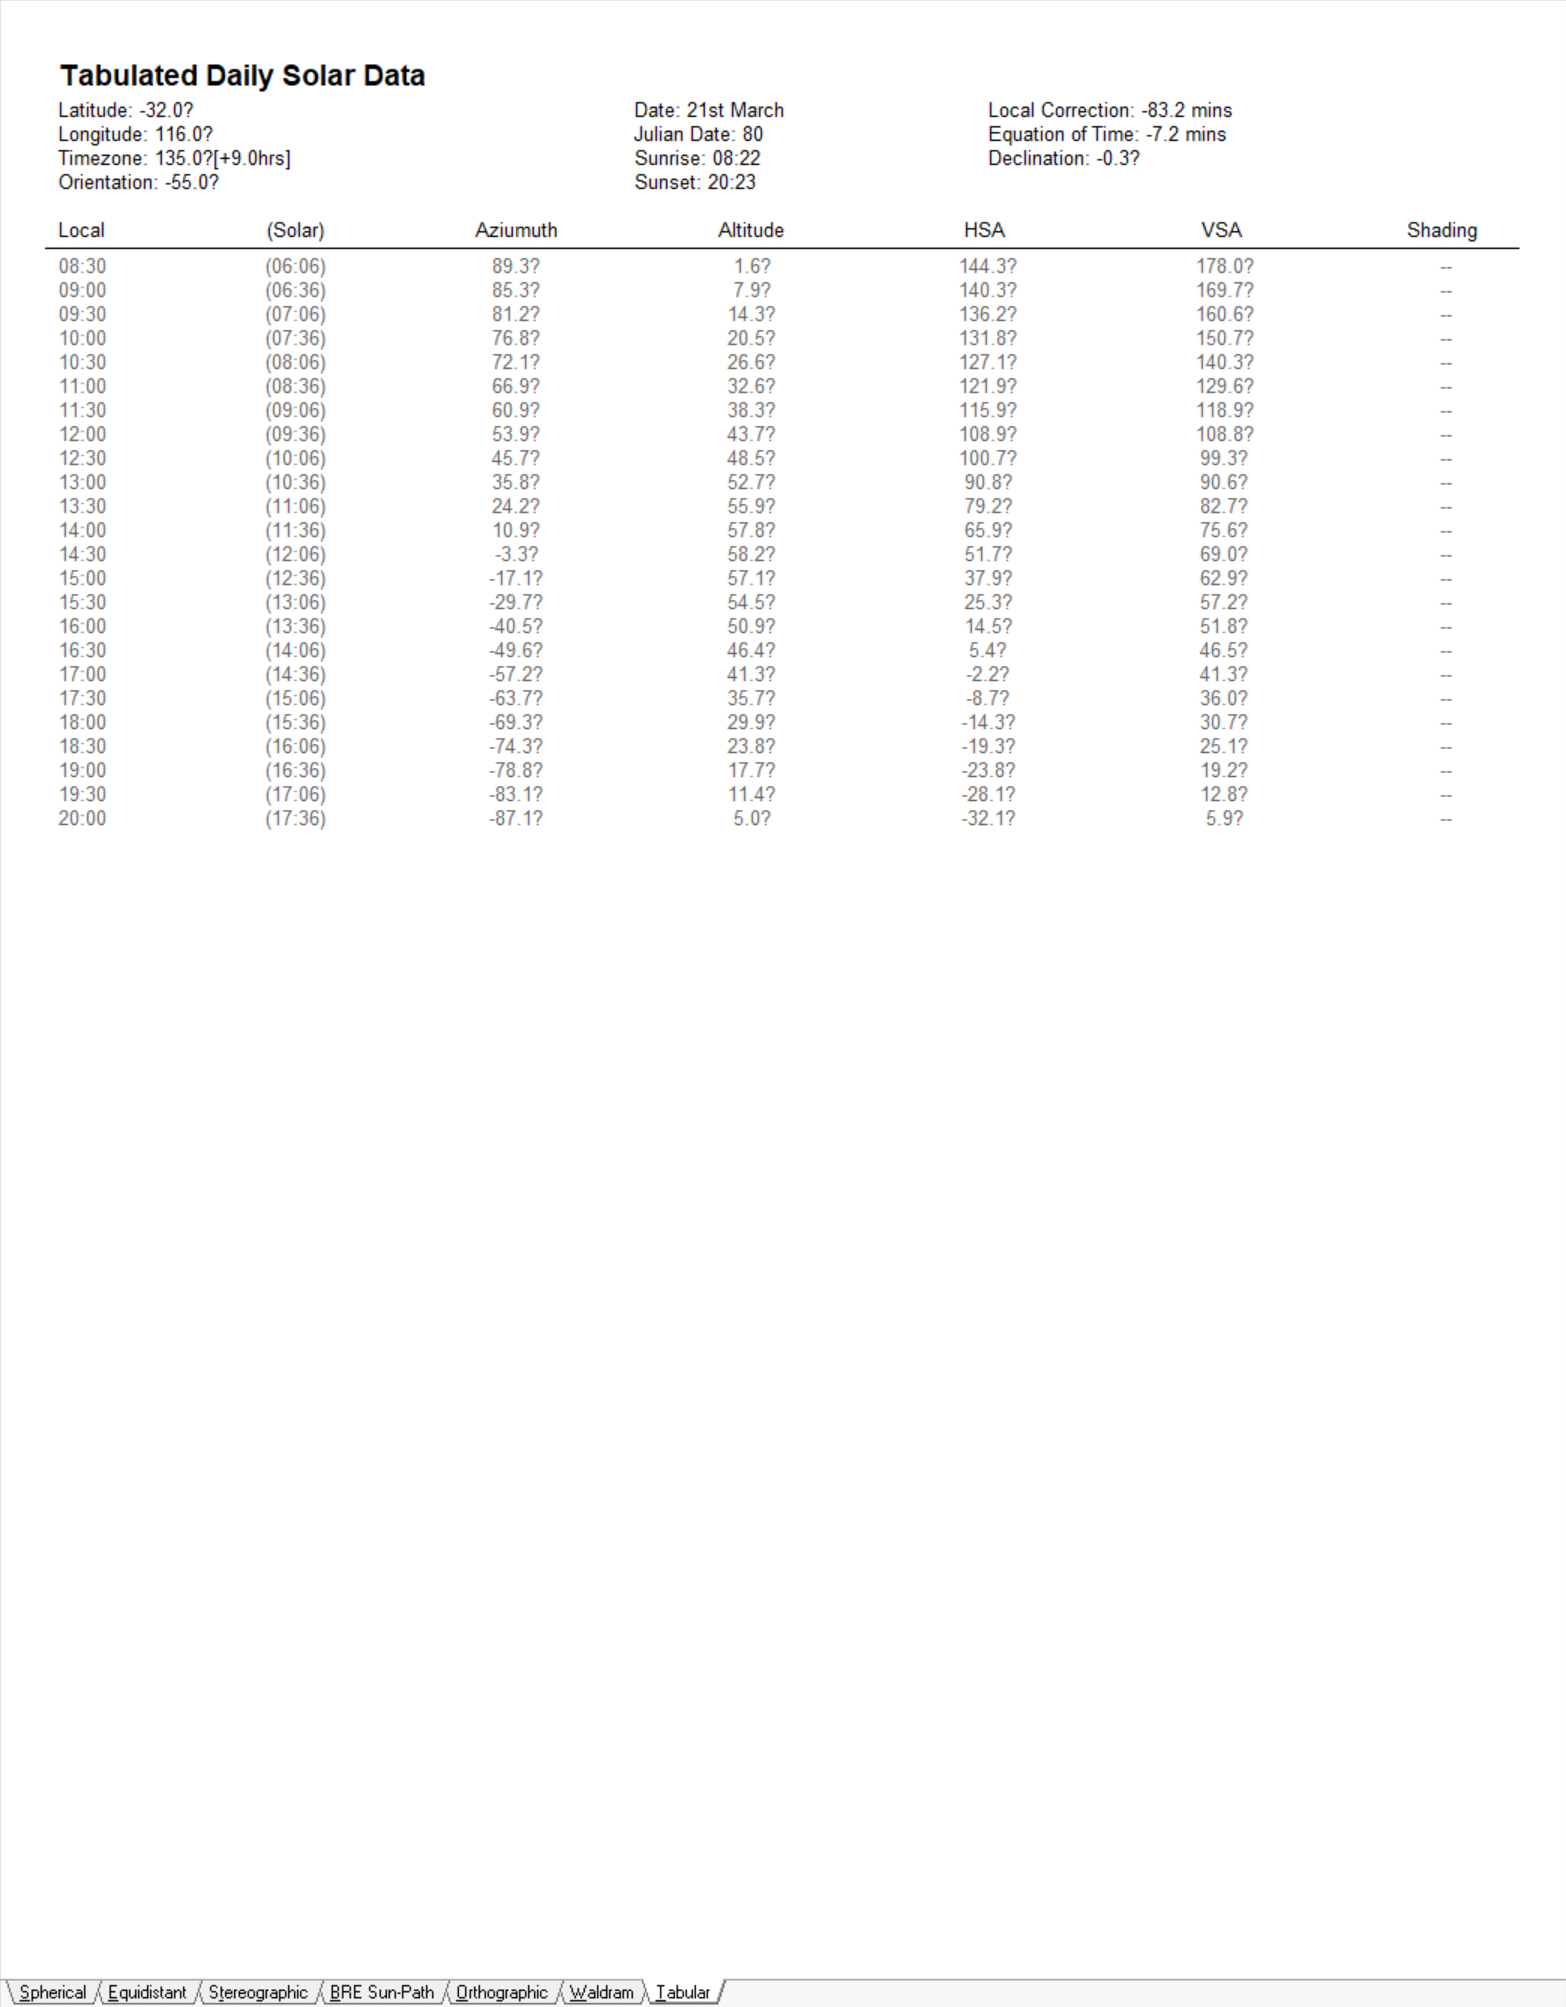 Tabulated Daily Solar Data
Latitude: -32.0? Date: 21st March Local Correction: -83.2 mins
Longitude: 116.0? Julian Date: 80 Equation of Time: -7.2 mins
Timezone: 135.0?[+9.0hrs] Sunrise: 08:22 Declination: -0.3?
Orientation: -55.0? Sunset: 20:23
Local (Solar) Aziumuth Altitude HSA VSA Shading
08:30 (06:06) 89.3? 1.6? 144.3? 178.0? --
09:00 (06:36) 85.3? 7.9? 140.3? 169.7? --
09:30 (07:06) 81.2? 14.3? 136.2? 160.6? --
10:00 (07:36) 76.8? 20.5? 131.8? 150.7? --
10:30 (08:06) 72.1? 26.6? 127.1? 140.3? --
11:00 (08:36) 66.9? 32.6? 121.9? 129.6? --
11:30 (09:06) 60.9? 38.3? 115.9? 118.9? --
12:00 (09:36) 53.9? 43.7? 108.9? 108.8? --
12:30 (10:06) 45.7? 48.5? 100.7? 99.3? --
13:00 (10:36) 35.8? 52.7? 90.8? 90.6? --
13:30 (11:06) 24.2? 55.9? 79.2? 82.7? --
14:00 (11:36) 10.9? 57.8? 65.9? 75.6? --
14:30 (12:06) -3.3? 58.2? 51.7? 69.0? --
15:00 (12:36) -17.1? 57.1? 37.9? 62.9? --
15:30 (13:06) -29.7? 54.5? 25.3? 57.2? --
16:00 (13:36) -40.5? 50.9? 14.5? 51.8? --
16:30 (14:06) -49.6? 46.4? 5.4? 46.5? --
17:00 (14:36) -57.2? 41.3? -2.2? 41.3? --
17:30 (15:06) -63.7? 35.7? -8.7? 36.0? --
18:00 (15:36) -69.3? 29.9? -14.3? 30.7? --
18:30 (16:06) -74.3? 23.8? -19.3? 25.1? --
19:00 (16:36) -78.8? 17.7? -23.8? 19.2? --
19:30 (17:06) -83.1? 11.4? -28.1? 12.8? --
20:00 (17:36) -87.1? 5.0? -32.1? 5.9? --
Spherical Equidistant Stereographic BRE Sun-Path Orthographic Waldram Tabular